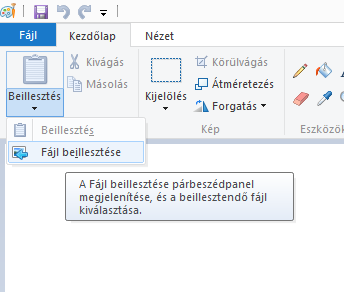 Fájl Kezdőlap Nézet
Beillesztés
Kivágás
Másolás
Kijelölés
Körülvágás
Átméretezés
Forgatás
Kép
Eszközök
Beillesztés
Fájl beillesztése
A Fájl beillesztése párbeszédpanel
megjelenítése, és a beillesztendő fájl
kiválasztása.